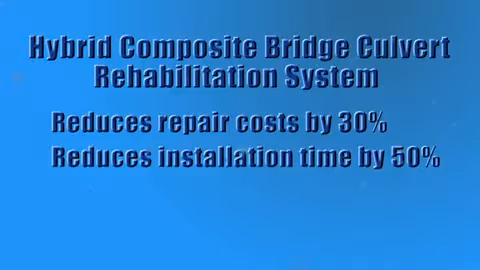 Hybrid Composite Bridge Culvert
Rehabilitation System
Reduces repair costs by 30%
Reduces installation time by 50%